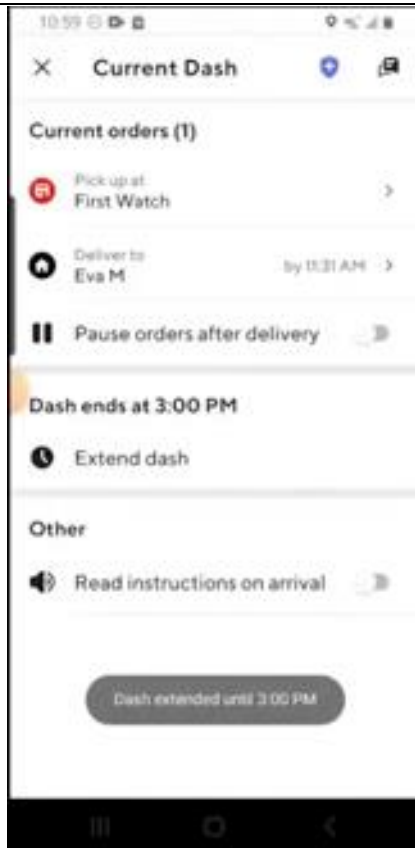 10:59
Current Dash
Current orders (1)
Pick up at
First Watch
Deliver to
Eva M
by 11:31 AM
Pause orders after delivery
Dash ends at 3:00 PM
Extend dash
Other
Read instructions on arrival
Dash extended until 3:00 PM